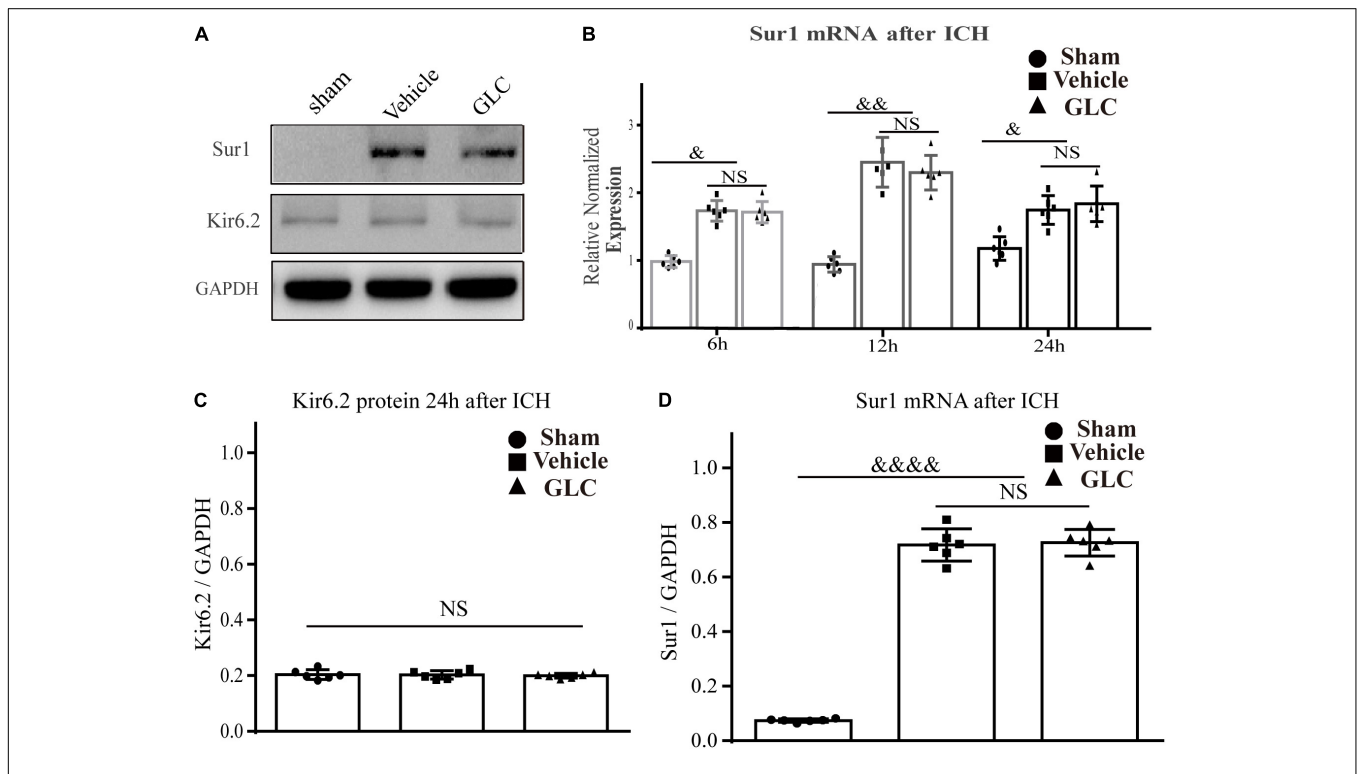 A
sham
Vehicle
GLC
Sur1
Kir6.2
GAPDH
B
Sur1 mRNA after ICH
Sham
Vehicle
GLC
Relative Normalized
Expression
3
2
1
0
&
NS
&&
NS
&
NS
6h
12h
24h
C
Kir6.2 protein 24h after ICH
Sham
Vehicle
GLC
Kir6.2 / GAPDH
1.0
0.8
0.6
0.4
0.2
0.0
NS
D
Sur1 mRNA after ICH
Sham
Vehicle
GLC
Sur1 / GAPDH
1.0
0.8
0.6
0.4
0.2
0.0
&&&&
NS